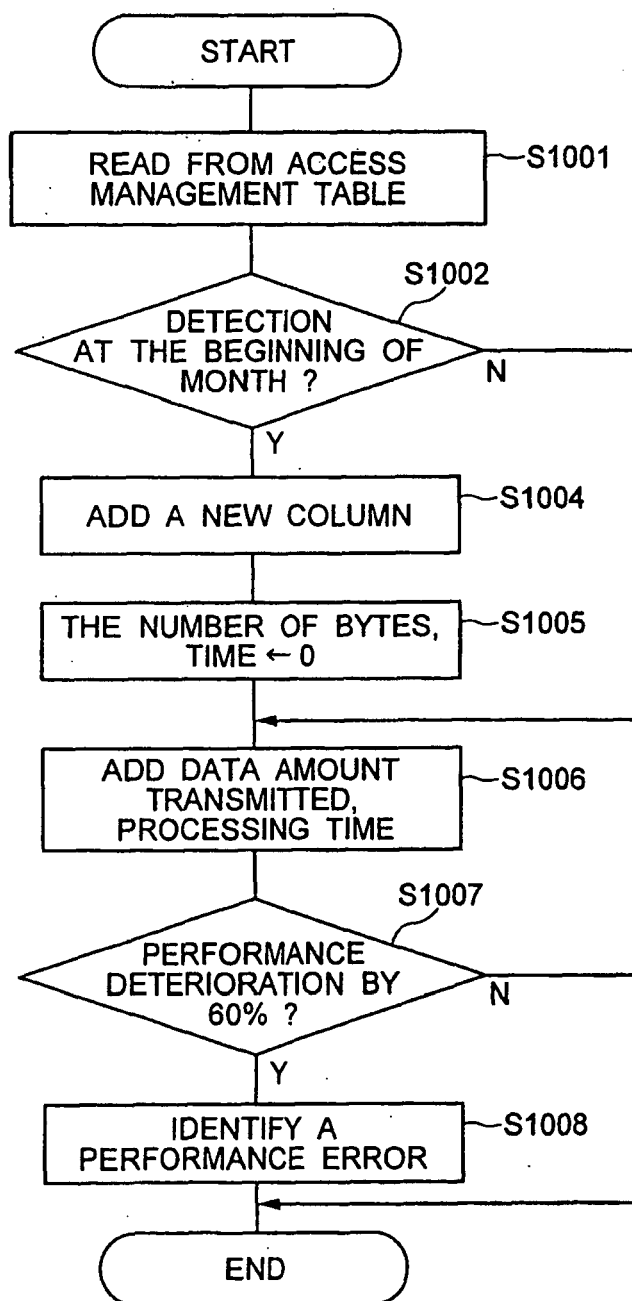 START
READ FROM ACCESS
MANAGEMENT TABLE
S1001
S1002
DETECTION
AT THE BEGINNING OF
MONTH ?
N
Y
ADD A NEW COLUMN
S1004
THE NUMBER OF BYTES,
TIME ← 0
S1005
ADD DATA AMOUNT
TRANSMITTED,
PROCESSING TIME
S1006
S1007
PERFORMANCE
DETERIORATION BY
60% ?
N
Y
IDENTIFY A
PERFORMANCE ERROR
S1008
END